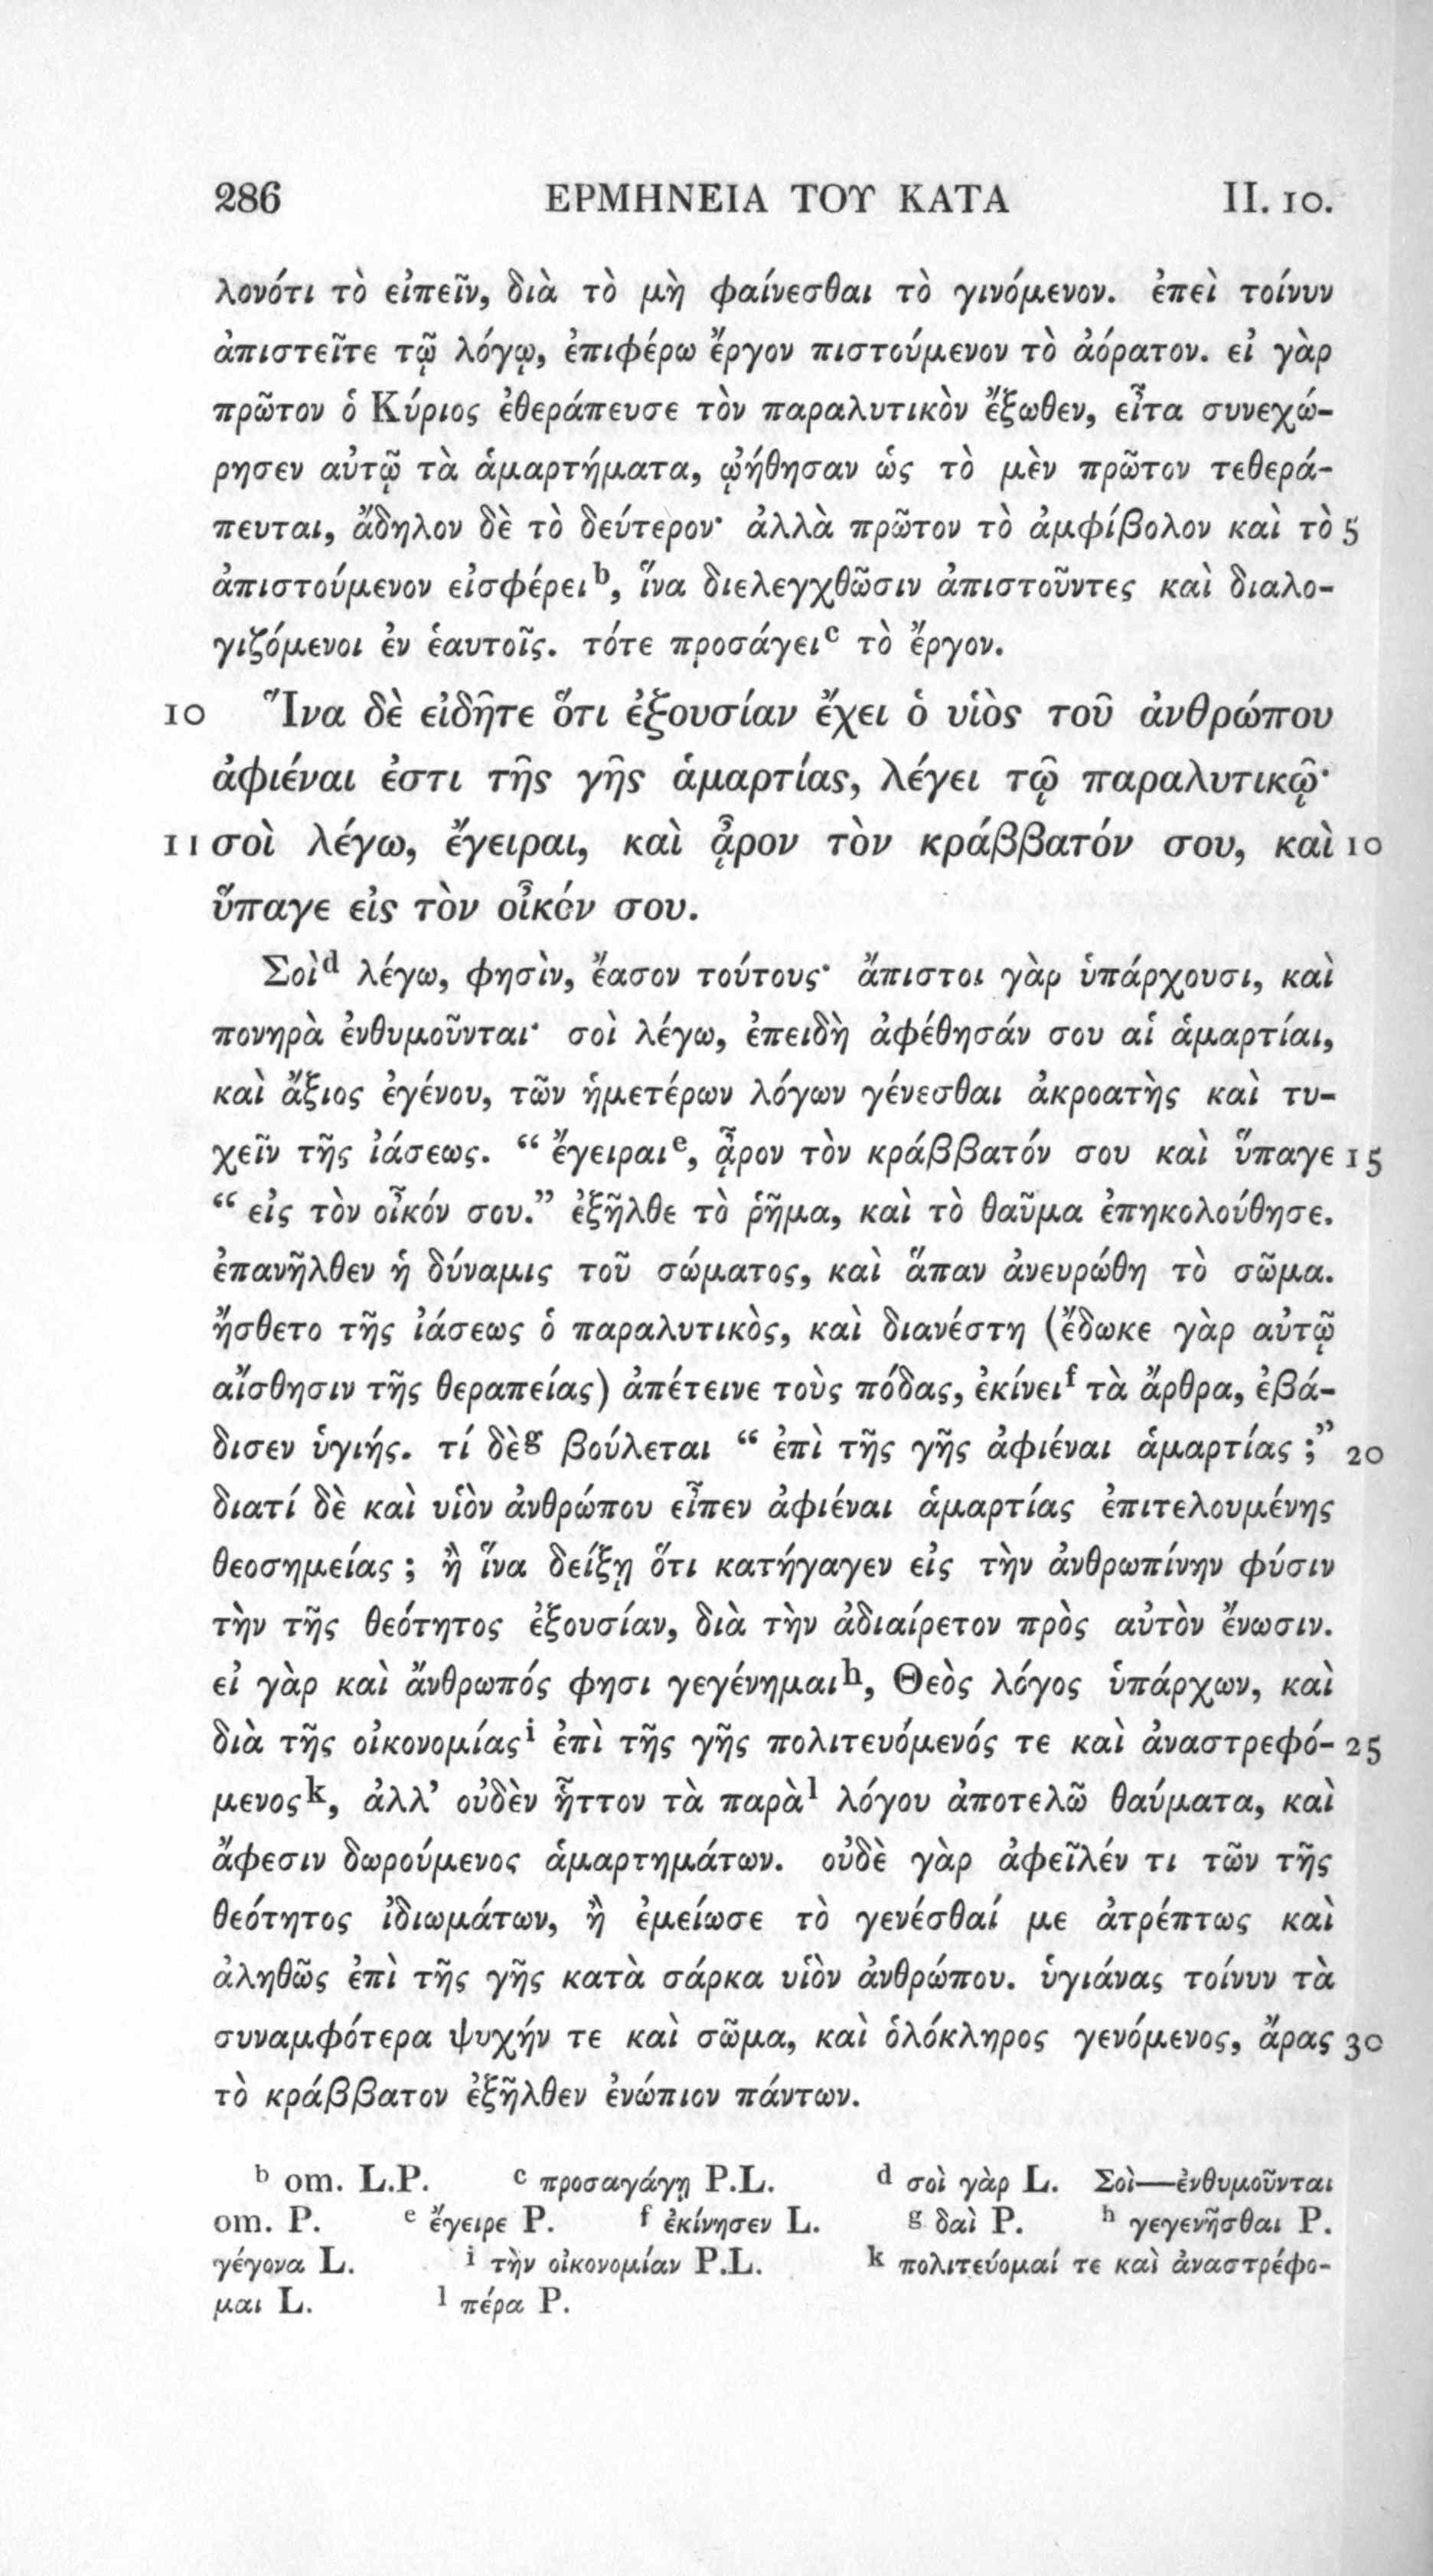 286 ΕΡΜΗΝΕΙΑ ΤΟΥ ΚΑΤΑ II. 10.
λονότι τὸ εἰπεῖν, διὰ τὸ μὴ φαίνεσθαι τὸ γινόμενον. ἐπεὶ τοίνυν
ἀπιστεῖτε τῷ λόγῳ, ἐπιφέρω ἔργον πιστούμενον τὸ ἀόρατον. εἰ γὰρ
πρῶτον ὁ Κύριος ἐθεράπευσε τὸν παραλυτικὸν ἔξωθεν, εἶτα συνεχώ-
ρησεν αὐτῷ τὰ ἁμαρτήματα, ᾠήθησαν ὡς τὸ μὲν πρῶτον τεθερά-
πευται, ἄδηλον δὲ τὸ δεύτερον· ἀλλὰ πρῶτον τὸ ἀμφίβολον καὶ τὸ 5
ἀπιστούμενον εἰσφέρει b, ἵνα διελεγχθῶσιν ἀπιστοῦντες καὶ διαλο-
γιζόμενοι ἐν ἑαυτοῖς. τότε προσάγει c τὸ ἔργον.
10 Ἵνα δὲ εἰδῆτε ὅτι ἐξουσίαν ἔχει ὁ υἱὸς τοῦ ἀνθρώπου
ἀφιέναι ἐστι τῆς γῆς ἁμαρτίας, λέγει τῷ παραλυτικῷ·
11 σοὶ λέγω, ἔγειραι, καὶ ᾆρον τὸν κράββατόν σου, καὶ 10
ὕπαγε εἰς τὸν οἶκόν σου.
Σοὶ d λέγω, φησὶν, ἔασον τούτους· ἄπιστοι γὰρ ὑπάρχουσι, καὶ
πονηρὰ ἐνθυμοῦνται· σοὶ λέγω, ἐπειδὴ ἀφέθησάν σου αἱ ἁμαρτίαι,
καὶ ἄξιος ἐγένου, τῶν ἡμετέρων λόγων γένεσθαι ἀκροατὴς καὶ τυ-
χεῖν τῆς ἰάσεως. “ ἔγειραι e, ᾆρον τὸν κράββατόν σου καὶ ὕπαγε 15
“ εἰς τὸν οἶκόν σου.” ἐξῆλθε τὸ ῥῆμα, καὶ τὸ θαῦμα ἐπηκολούθησε.
ἐπανῆλθεν ἡ δύναμις τοῦ σώματος, καὶ ἅπαν ἀνευρώθη τὸ σῶμα.
ᾔσθετο τῆς ἰάσεως ὁ παραλυτικὸς, καὶ διανέστη (ἔδωκε γὰρ αὐτῷ
αἴσθησιν τῆς θεραπείας) ἀπέτεινε τοὺς πόδας, ἐκίνει f τὰ ἄρθρα, ἐβά-
δισεν ὑγιής. τί δὲ g βούλεται “ ἐπὶ τῆς γῆς ἀφιέναι ἁμαρτίας ;” 20
διατί δὲ καὶ υἱὸν ἀνθρώπου εἶπεν ἀφιέναι ἁμαρτίας ἐπιτελουμένης
θεοσημείας ; ἢ ἵνα δείξῃ ὅτι κατήγαγεν εἰς τὴν ἀνθρωπίνην φύσιν
τὴν τῆς θεότητος ἐξουσίαν, διὰ τὴν ἀδιαίρετον πρὸς αὐτὸν ἕνωσιν.
εἰ γὰρ καὶ ἄνθρωπός φησι γεγένημαι h, Θεὸς λόγος ὑπάρχων, καὶ
διὰ τῆς οἰκονομίας i ἐπὶ τῆς γῆς πολιτευόμενός τε καὶ ἀναστρεφό- 25
μενος k, ἀλλ’ οὐδὲν ἧττον τὰ παρὰ l λόγου ἀποτελῶ θαύματα, καὶ
ἄφεσιν δωρούμενος ἁμαρτημάτων. οὐδὲ γὰρ ἀφεῖλέν τι τῶν τῆς
θεότητος ἰδιωμάτων, ἢ ἐμείωσε τὸ γενέσθαί με ἀτρέπτως καὶ
ἀληθῶς ἐπὶ τῆς γῆς κατὰ σάρκα υἱὸν ἀνθρώπου. ὑγιάνας τοίνυν τὰ
συναμφότερα ψυχήν τε καὶ σῶμα, καὶ ὁλόκληρος γενόμενος, ἄρας 30
τὸ κράββατον ἐξῆλθεν ἐνώπιον πάντων.
b om. L.P. c προσαγάγῃ P.L. d σοὶ γὰρ L. Σοὶ—ἐνθυμοῦνται
om. P. e ἔγειρε P. f ἐκίνησεν L. g δαὶ P. h γεγενῆσθαι P.
γέγονα L. i τὴν οἰκονομίαν P.L. k πολιτεύομαί τε καὶ ἀναστρέφο-
μαι L. l πέρα P.